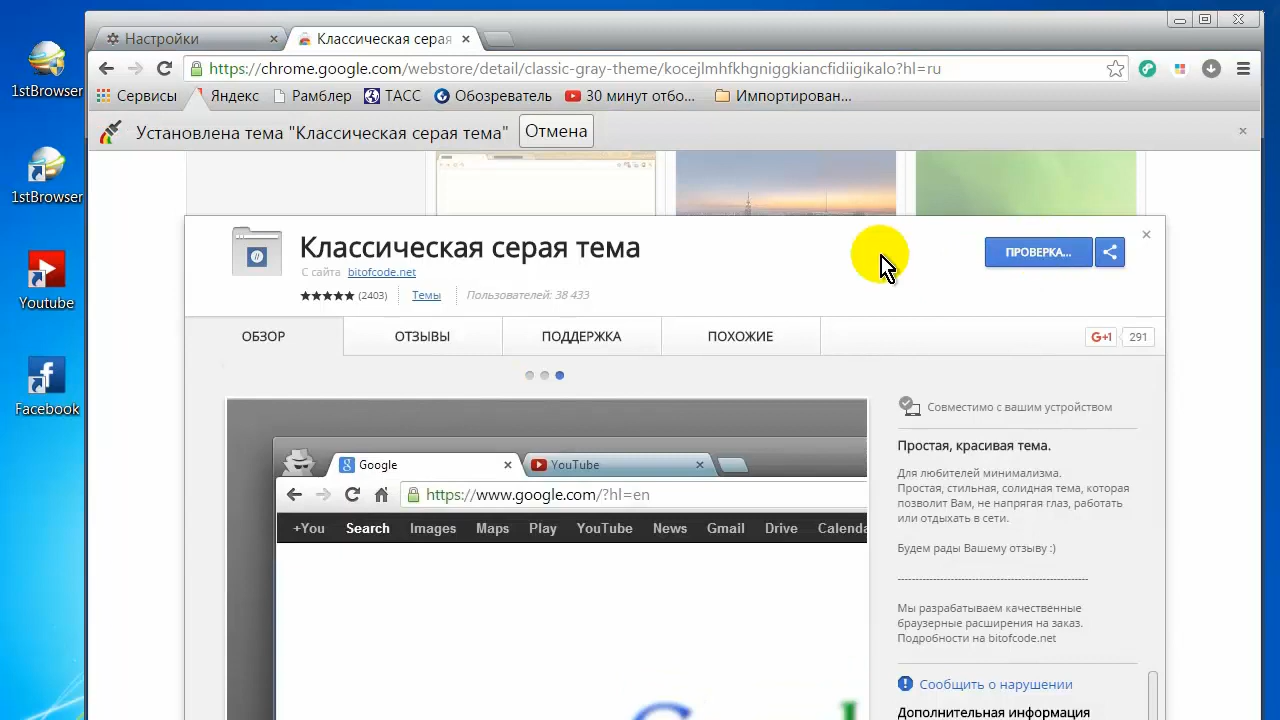 1stBrowser
1stBrowser
Youtube
Facebook
Настройки
Классическая серая
https://chrome.google.com/webstore/detail/classic-gray-theme/kocejlmhfkhgniggkiancfidiigikalo?hl=ru
Сервисы
Яндекс
Рамблер
ТАСС
Обозреватель
30 минут отбо...
Импортирован...
Установлена тема "Классическая серая тема"
Отмена
Классическая серая тема
С сайта bitofcode.net
(2403)
Темы
Пользователей: 38 433
ПРОВЕРКА...
ОБЗОР
ОТЗЫВЫ
ПОДДЕРЖКА
ПОХОЖИЕ
G+1
291
Google
YouTube
https://www.google.com/?hl=en
+You Search Images Maps Play YouTube News Gmail Drive Calenda
Совместимо с вашим устройством
Простая, красивая тема.
Для любителей минимализма.
Простая, стильная, солидная тема, которая
позволит Вам, не напрягая глаз, работать
или отдыхать в сети.
Будем рады Вашему отзыву :)
------------------------------------------------------
Мы разрабатываем качественные
браузерные расширения на заказ.
Подробности на bitofcode.net
Сообщить о нарушении
Дополнительная информация